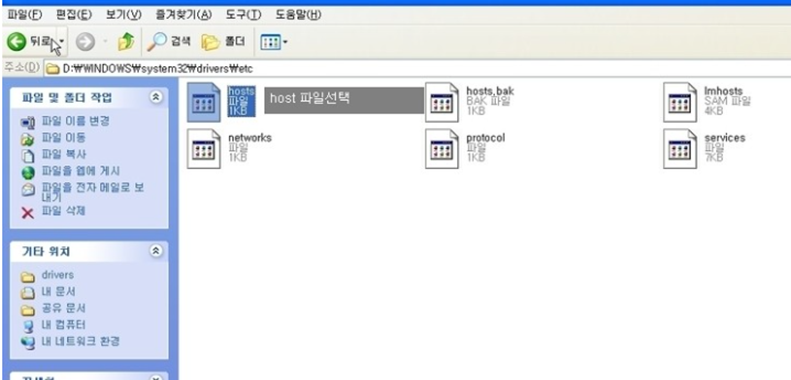 파일(F) 편집(E) 보기(V) 즐겨찾기(A) 도구(T) 도움말(H)
뒤로 검색 폴더
주소(D) D:₩WINDOWS₩system32₩drivers₩etc
파일 및 폴더 작업
파일 이름 변경
파일 이동
파일 복사
파일을 웹에 게시
파일을 전자 메일로 보
내기
파일 삭제
기타 위치
drivers
내 문서
공유 문서
내 컴퓨터
내 네트워크 환경
hosts
파일
1KB
host 파일선택
hosts,bak
BAK 파일
1KB
lmhosts
SAM 파일
4KB
networks
파일
1KB
protocol
파일
1KB
services
파일
7KB